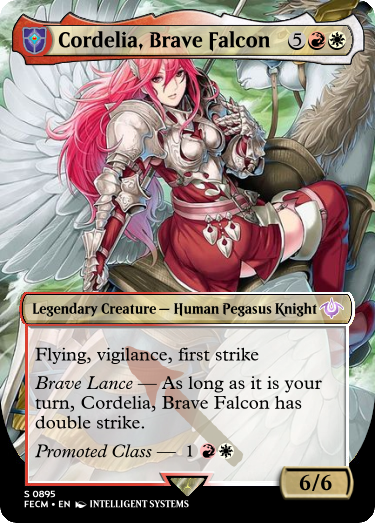 Cordelia, Brave Falcon 5
Legendary Creature — Human Pegasus Knight
Flying, vigilance, first strike
Brave Lance — As long as it is your
turn, Cordelia, Brave Falcon has
double strike.
Promoted Class — 1
6/6
S 0895
FECM • EN INTELLIGENT SYSTEMS